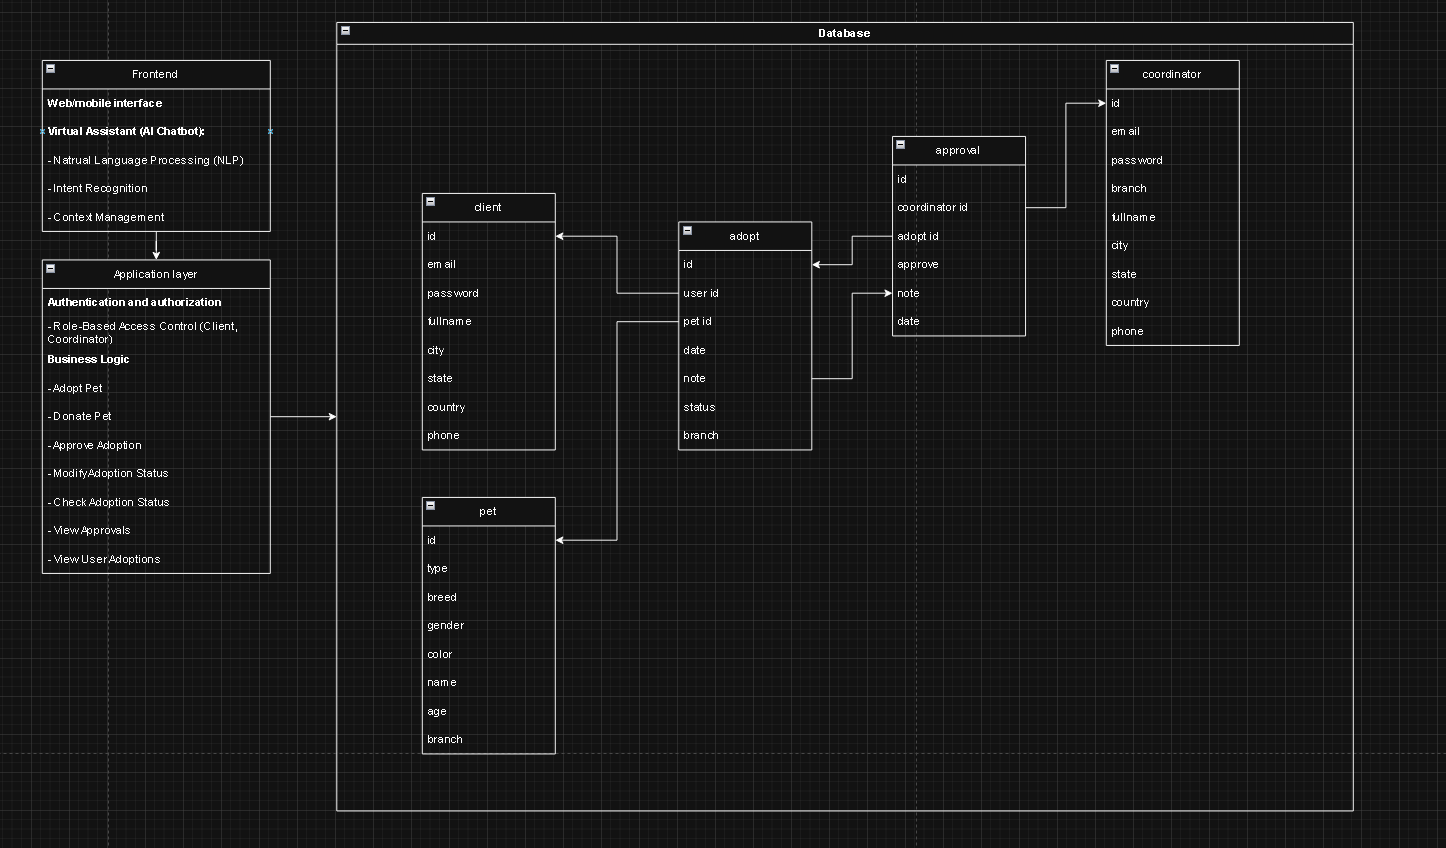 Database
Frontend
Web/mobile interface
Virtual Assistant (AI Chatbot):
- Natrual Language Processing (NLP)
- Intent Recognition
- Context Management
Application layer
Authentication and authorization
- Role-Based Access Control (Client,
Coordinator)
Business Logic
- Adopt Pet
- Donate Pet
- Approve Adoption
- Modify Adoption Status
- Check Adoption Status
- View Approvals
- View User Adoptions
client
id
email
password
fullname
city
state
country
phone
pet
id
type
breed
gender
color
name
age
branch
adopt
id
user id
pet id
date
note
status
branch
approval
id
coordinator id
adopt id
approve
note
date
coordinator
id
email
password
branch
fullname
city
state
country
phone